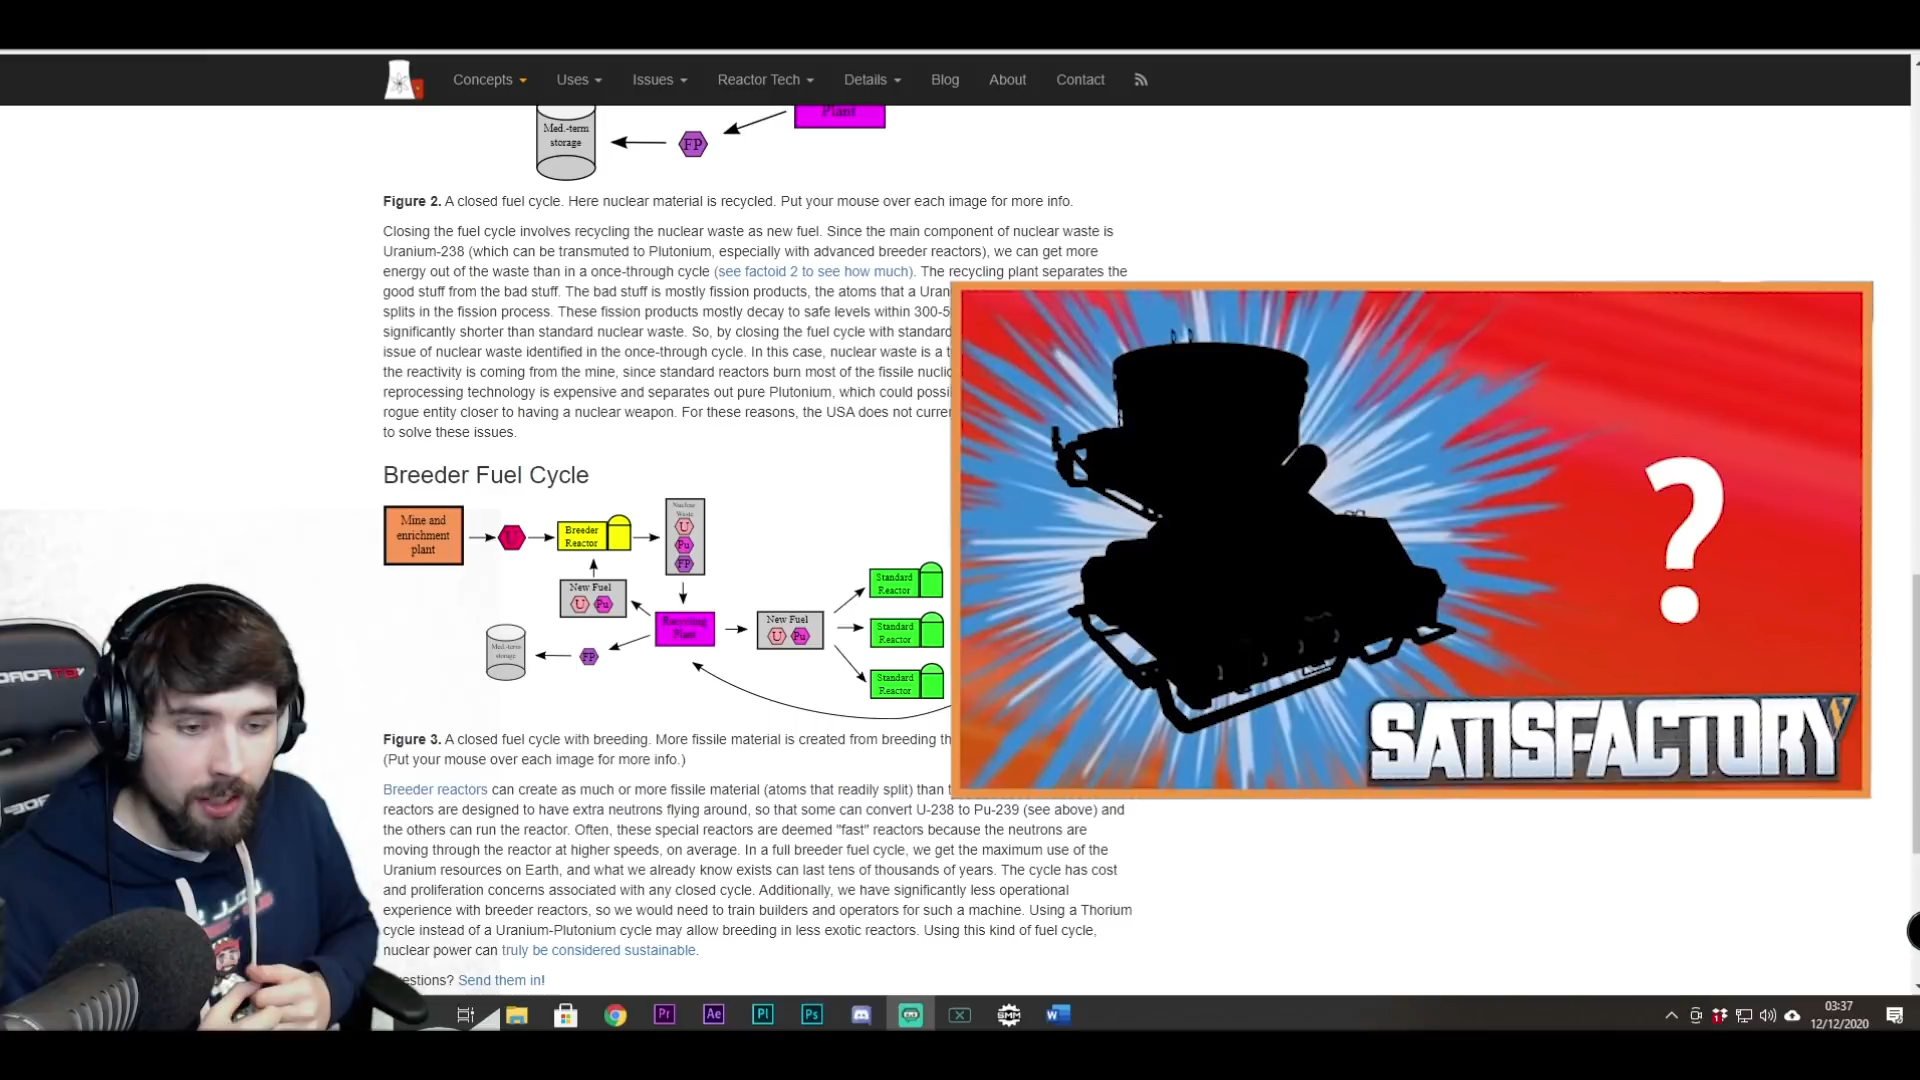 Concepts Uses Issues Reactor Tech Details Blog About Contact
Plant
Med.-term
storage
FP
Figure 2. A closed fuel cycle. Here nuclear material is recycled. Put your mouse over each image for more info.
Closing the fuel cycle involves recycling the nuclear waste as new fuel. Since the main component of nuclear waste is
Uranium-238 (which can be transmuted to Plutonium, especially with advanced breeder reactors), we can get more
energy out of the waste than in a once-through cycle (see factoid 2 to see how much). The recycling plant separates the
good stuff from the bad stuff. The bad stuff is mostly fission products, the atoms that a Uran
splits in the fission process. These fission products mostly decay to safe levels within 300-5
significantly shorter than standard nuclear waste. So, by closing the fuel cycle with standard
issue of nuclear waste identified in the once-through cycle. In this case, nuclear waste is a t
the reactivity is coming from the mine, since standard reactors burn most of the fissile nuclid
reprocessing technology is expensive and separates out pure Plutonium, which could possi
rogue entity closer to having a nuclear weapon. For these reasons, the USA does not curren
to solve these issues.
?
SATISFACTORY
Breeder Fuel Cycle
Mine and
enrichment
plant
U
Breeder
Reactor
Nuclear
Waste
U
Pu
FP
New Fuel
U Pu
Recycling
Plant
New Fuel
U Pu
Standard
Reactor
Standard
Reactor
Standard
Reactor
Med.-term
storage
FP
Figure 3. A closed fuel cycle with breeding. More fissile material is created from breeding th
(Put your mouse over each image for more info.)
Breeder reactors can create as much or more fissile material (atoms that readily split) than t
reactors are designed to have extra neutrons flying around, so that some can convert U-238 to Pu-239 (see above) and
the others can run the reactor. Often, these special reactors are deemed "fast" reactors because the neutrons are
moving through the reactor at higher speeds, on average. In a full breeder fuel cycle, we get the maximum use of the
Uranium resources on Earth, and what we already know exists can last tens of thousands of years. The cycle has cost
and proliferation concerns associated with any closed cycle. Additionally, we have significantly less operational
experience with breeder reactors, so we would need to train builders and operators for such a machine. Using a Thorium
cycle instead of a Uranium-Plutonium cycle may allow breeding in less exotic reactors. Using this kind of fuel cycle,
nuclear power can truly be considered sustainable.
estions? Send them in!
Pr Ae Pl Ps SMM W
03:37
12/12/2020